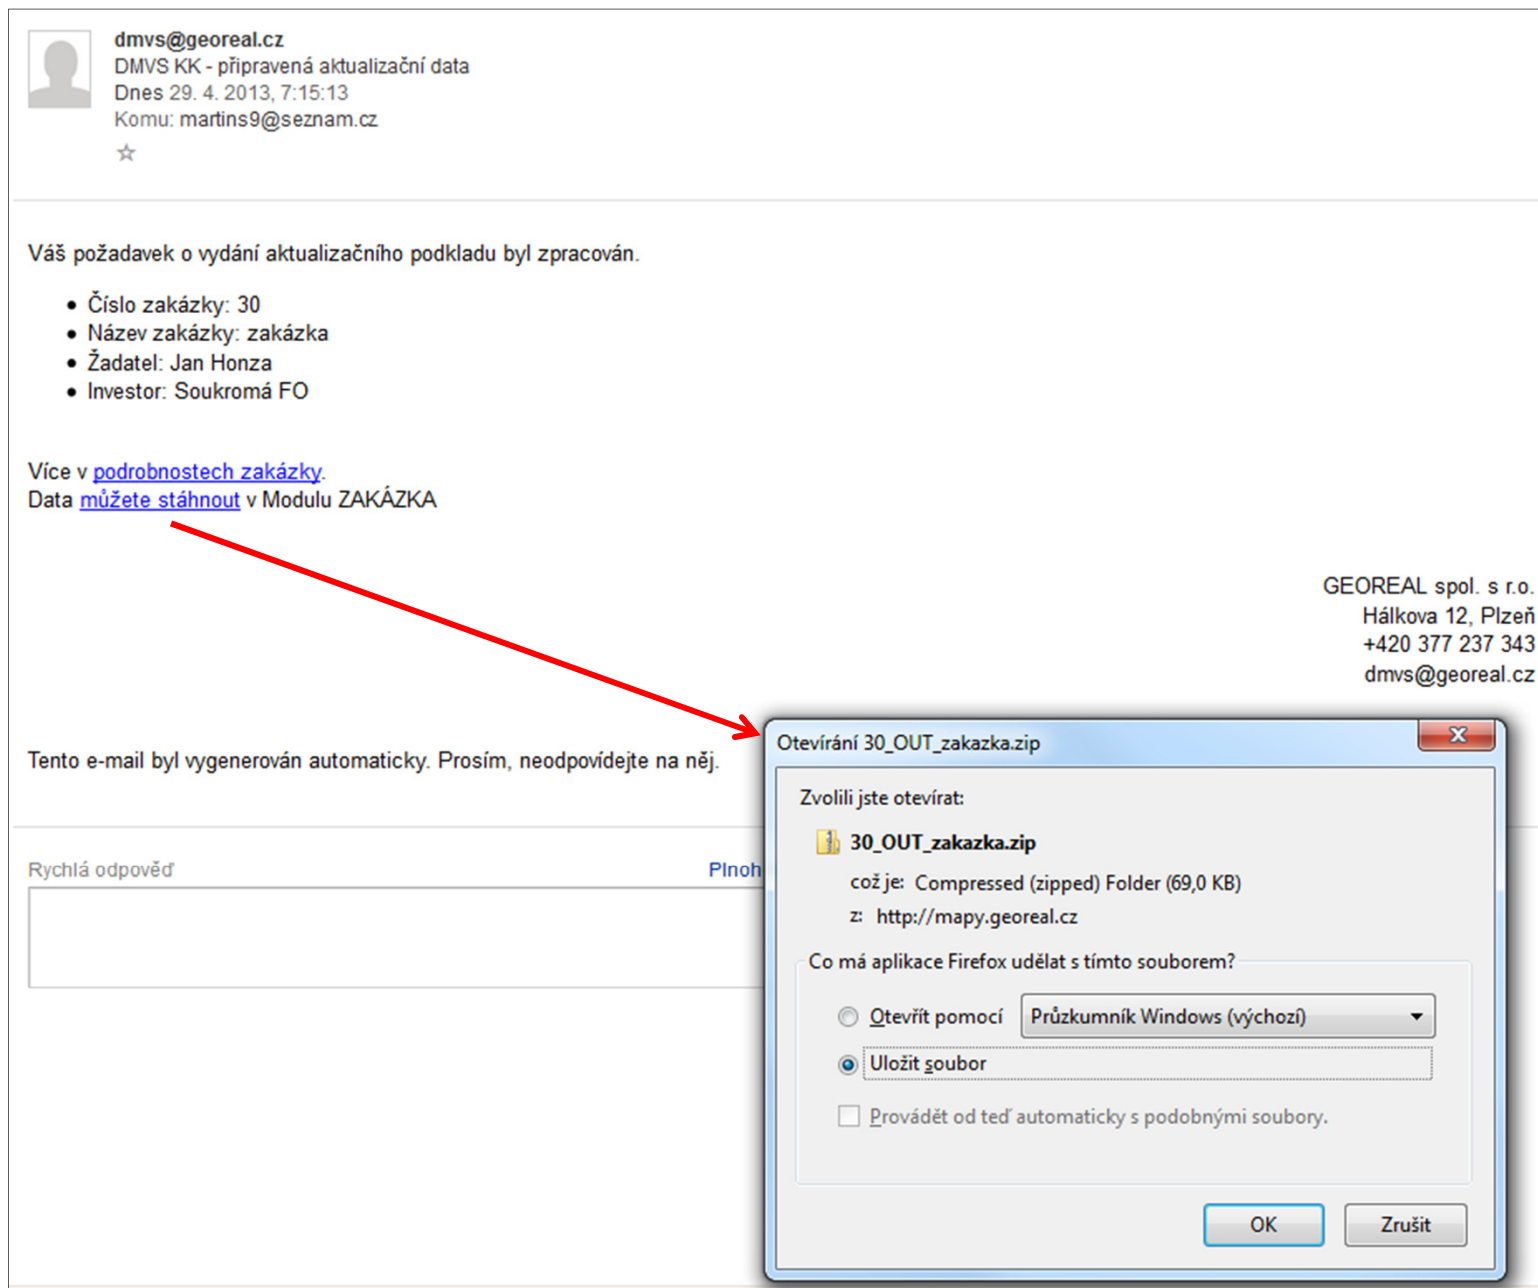 dmvs@georeal.cz
DMVS KK - připravená aktualizační data
Dnes 29. 4. 2013, 7:15:13
Komu: martins9@seznam.cz
Váš požadavek o vydání aktualizačního podkladu byl zpracován.
• Číslo zakázky: 30
• Název zakázky: zakázka
• Žadatel: Jan Honza
• Investor: Soukromá FO
Více v podrobnostech zakázky.
Data můžete stáhnout v Modulu ZAKÁZKA
GEOREAL spol. s r.o.
Hálkova 12, Plzeň
+420 377 237 343
dmvs@georeal.cz
Tento e-mail byl vygenerován automaticky. Prosím, neodpovídejte na něj.
Rychlá odpověď
Plnoh
Otevírání 30_OUT_zakazka.zip
Zvolili jste otevírat:
30_OUT_zakazka.zip
což je: Compressed (zipped) Folder (69,0 KB)
z: http://mapy.georeal.cz
Co má aplikace Firefox udělat s tímto souborem?
Otevřít pomocí Průzkumník Windows (výchozí)
Uložit soubor
Provádět od teď automaticky s podobnými soubory.
OK Zrušit